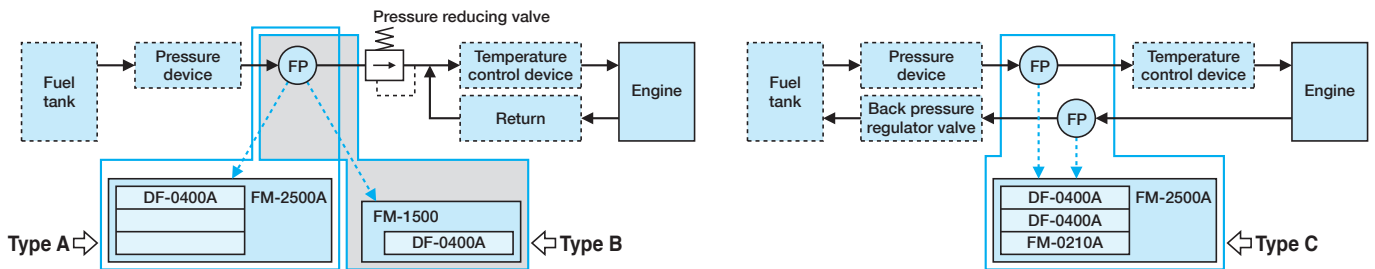 Pressure reducing valve
Fuel
tank
Pressure
device
FP
Temperature
control device
Return
Engine
DF-0400A
FM-2500A
FM-1500
DF-0400A
Type A
Type B
Fuel
tank
Pressure
device
FP
Temperature
control device
Back pressure
regulator valve
FP
Engine
DF-0400A
FM-2500A
DF-0400A
FM-0210A
Type C